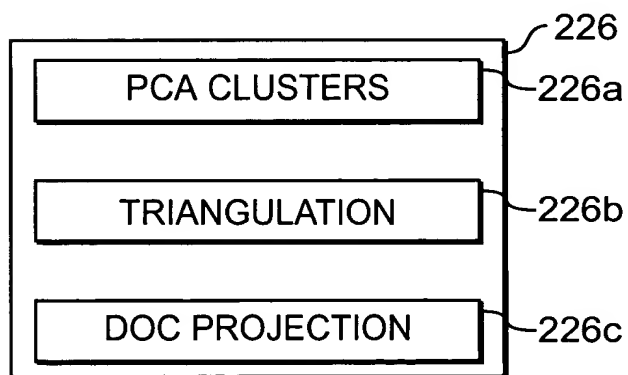 226
PCA CLUSTERS 226a
TRIANGULATION 226b
DOC PROJECTION 226c